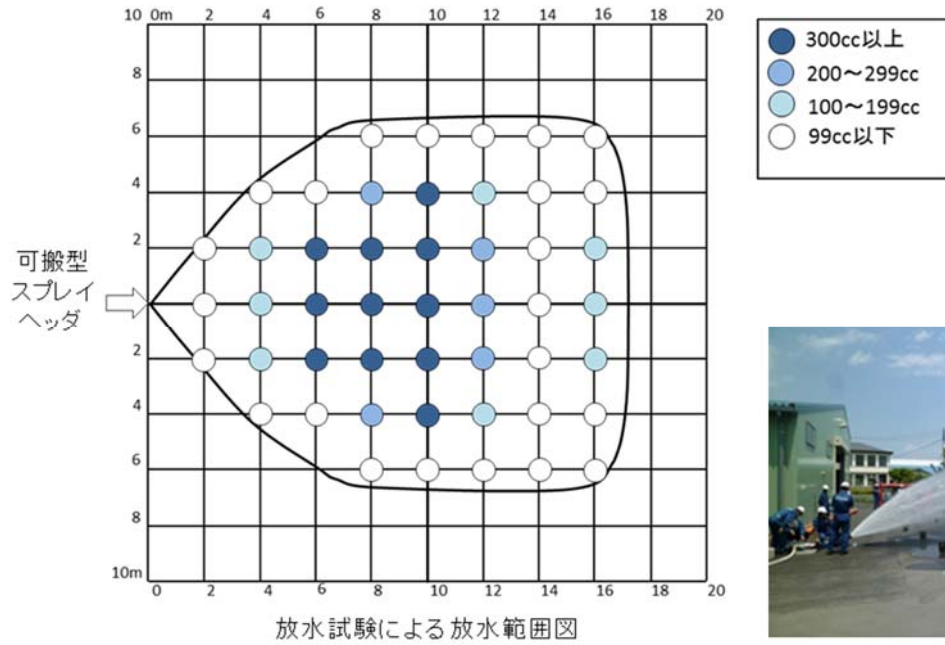 10 0m 2 4 6 8 10 12 14 16 18 20
8
6
4
2
2
4
6
8
10m
0 2 4 6 8 10 12 14 16 18 20
可搬型
スプレイ
ヘッダ
放水試験による放水範囲図
300cc以上
200～299cc
100～199cc
99cc以下